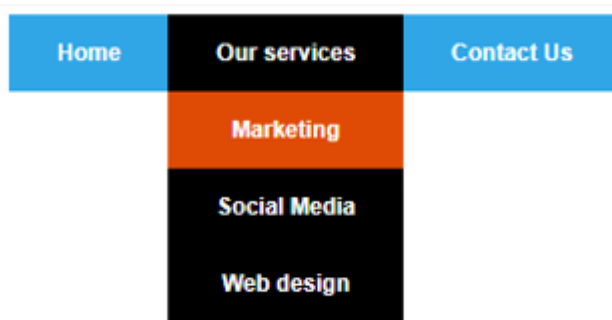 Home Our services Contact Us
Marketing
Social Media
Web design